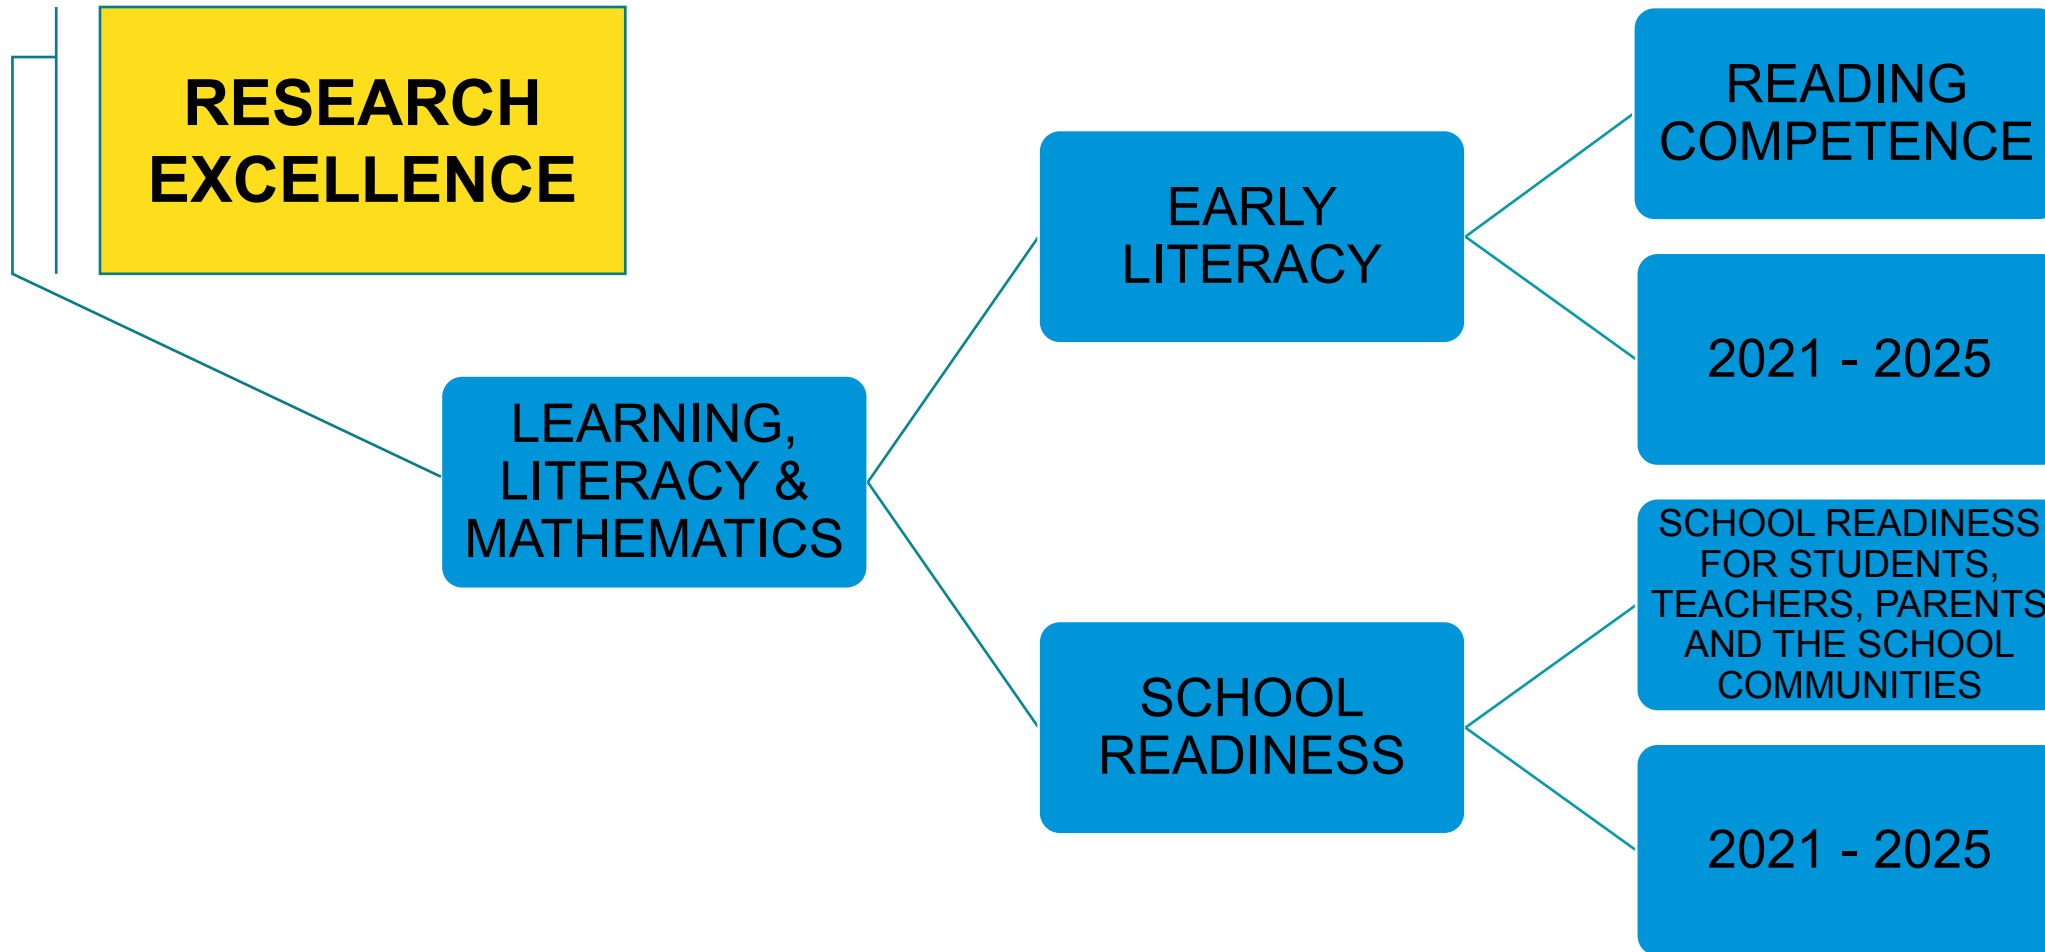 RESEARCH
EXCELLENCE
LEARNING,
LITERACY &
MATHEMATICS
EARLY
LITERACY
READING
COMPETENCE
2021 - 2025
SCHOOL
READINESS
SCHOOL READINESS
FOR STUDENTS,
TEACHERS, PARENTS
AND THE SCHOOL
COMMUNITIES
2021 - 2025